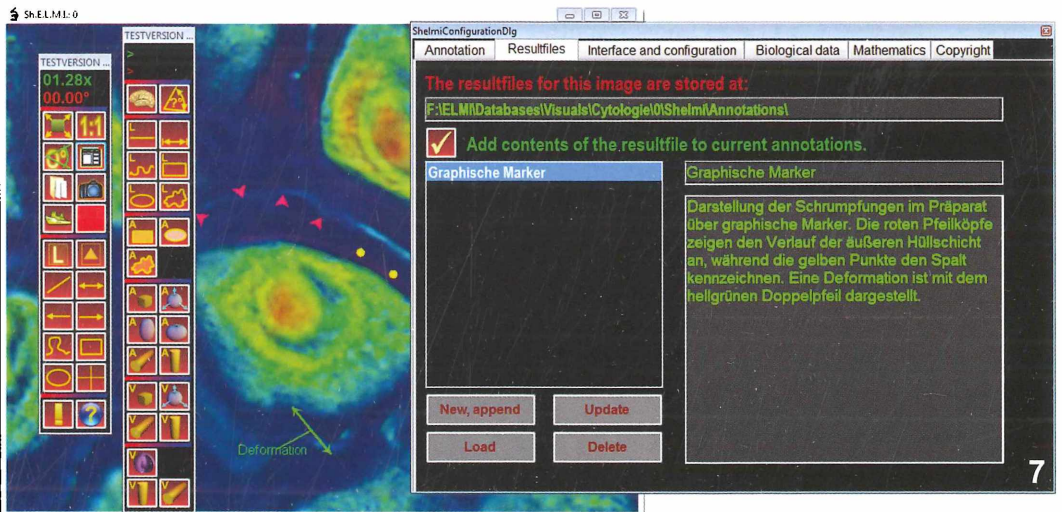 Sh.E.L.M.I.: 0
TESTVERSION ...
01.28x
00.00°
1:1
L
TESTVERSION ...
>
>
?
L
L
L
L
L
A
A
A
A
A
A
A
A
A
V
V
V
V
V
V
V
Deformation
ShelmiConfigurationDlg
Annotation
Resultfiles
Interface and configuration
Biological data
Mathematics
Copyright
The resultfiles for this image are stored at:
F:\ELMI\Databases\Visuals\Cytologie\0\Shelmi\Annotations\
Add contents of the resultfile to current annotations.
Graphische Marker
Graphische Marker
Darstellung der Schrumpfungen im Präparat
über graphische Marker. Die roten Pfeilköpfe
zeigen den Verlauf der äußeren Hüllschicht
an, während die gelben Punkte den Spalt
kennzeichnen. Eine Deformation ist mit dem
hellgrünen Doppelpfeil dargestellt.
New, append
Update
Load
Delete
7